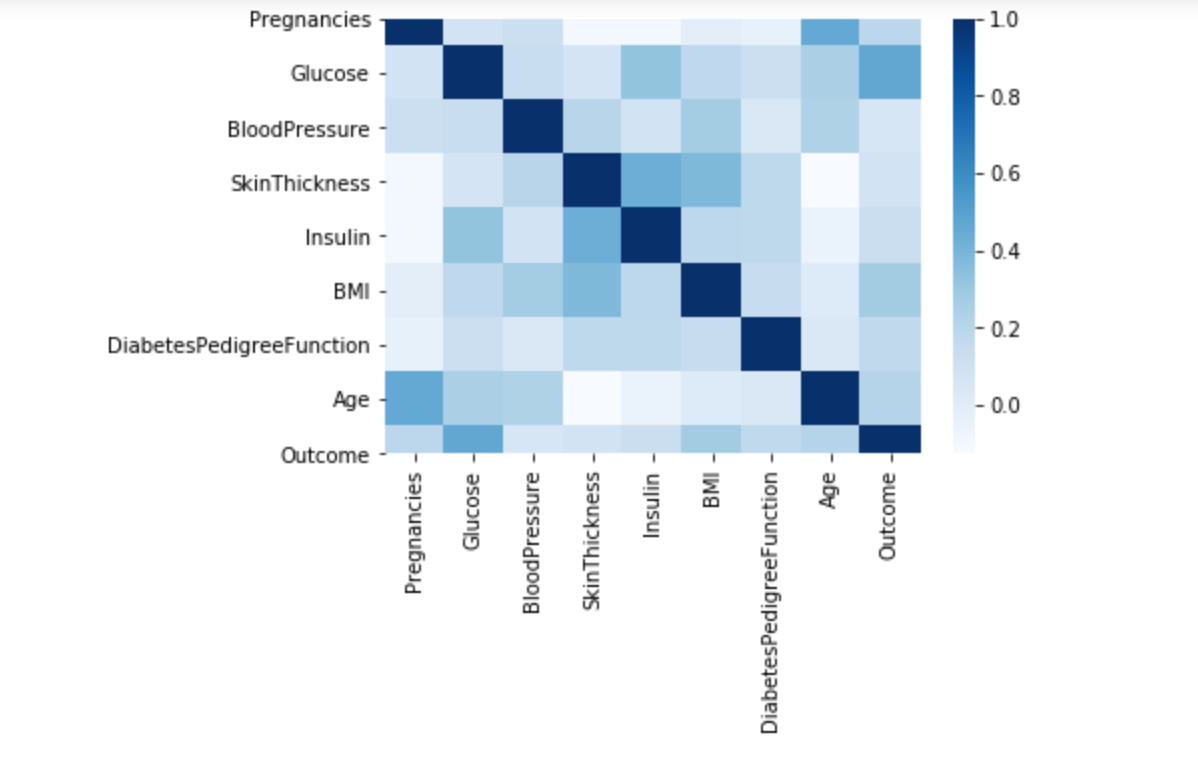 Pregnancies
Glucose
BloodPressure
SkinThickness
Insulin
BMI
DiabetesPedigreeFunction
Age
Outcome
Pregnancies
Glucose
BloodPressure
SkinThickness
Insulin
BMI
DiabetesPedigreeFunction
Age
Outcome
1.0
0.8
0.6
0.4
0.2
0.0